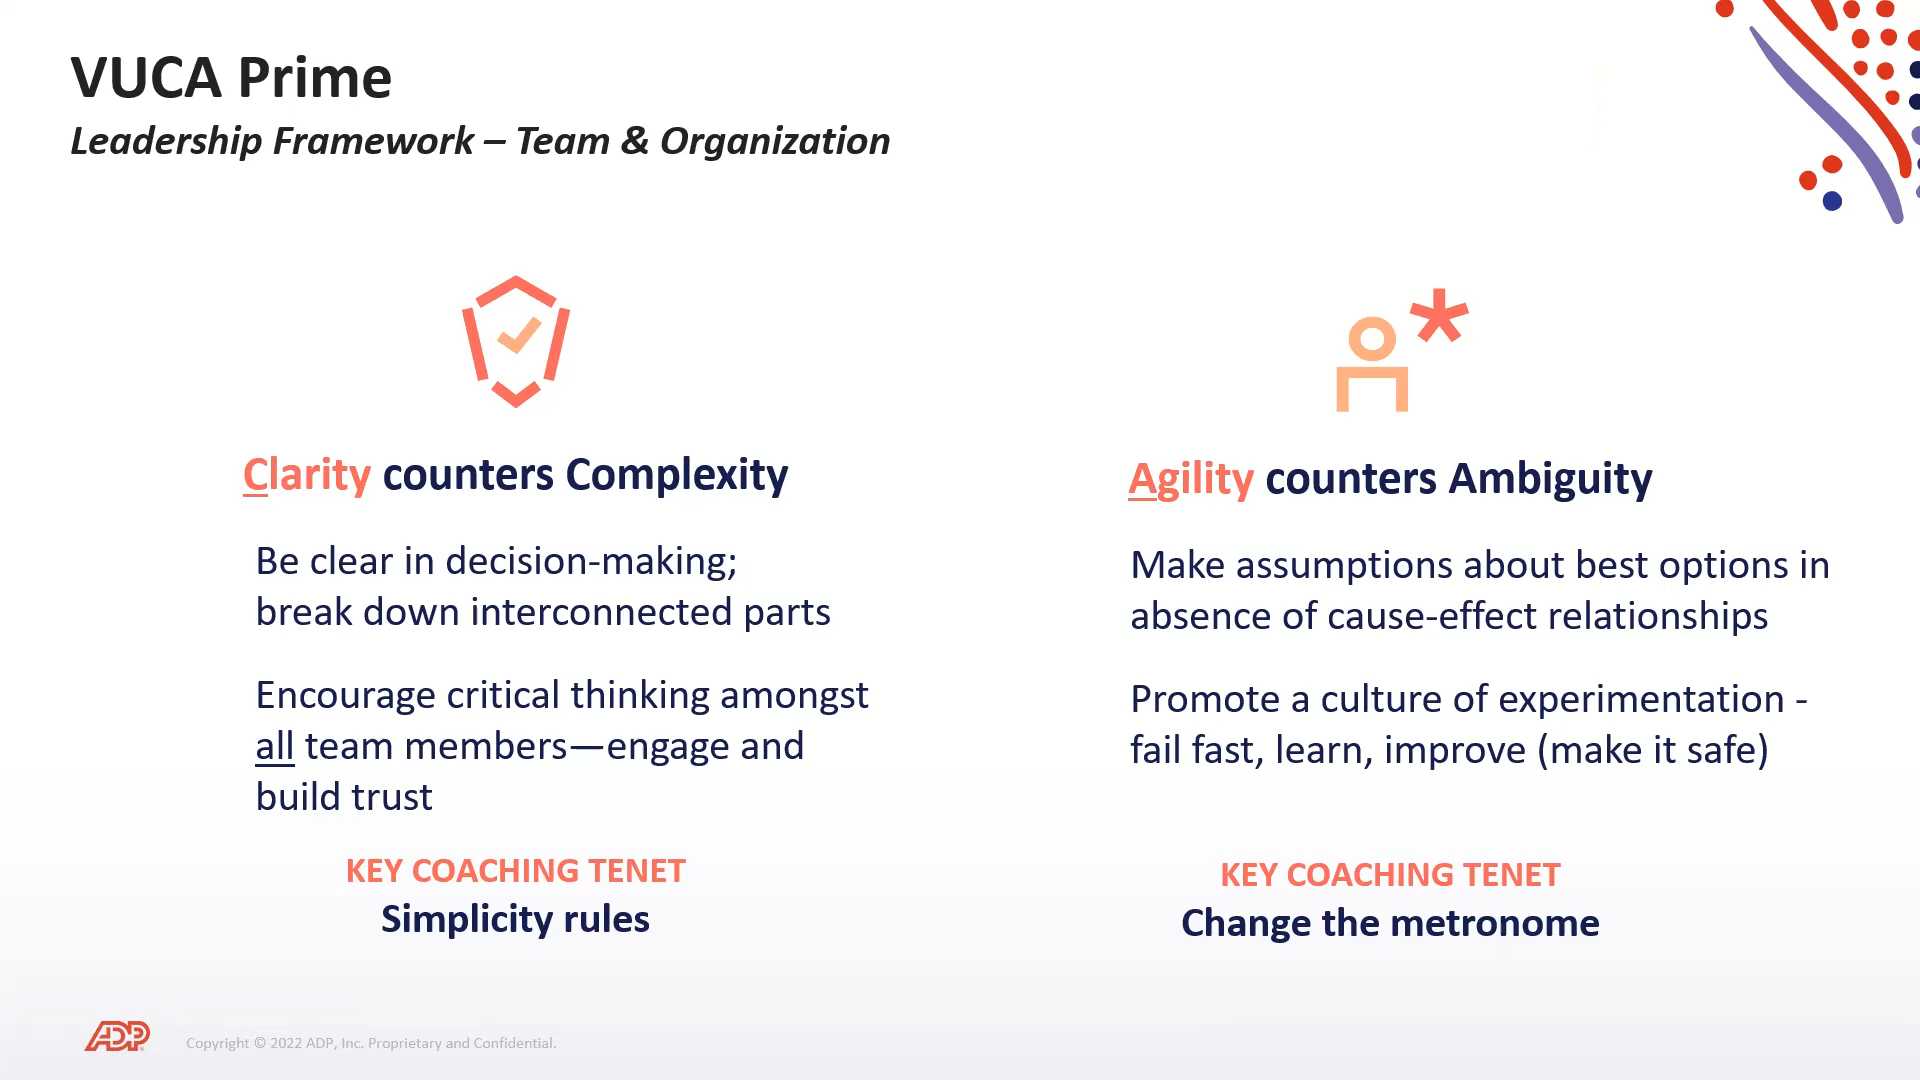 VUCA Prime
Leadership Framework – Team & Organization
Clarity counters Complexity
Be clear in decision-making;
break down interconnected parts
Encourage critical thinking amongst
all team members—engage and
build trust
KEY COACHING TENET
Simplicity rules
Agility counters Ambiguity
Make assumptions about best options in
absence of cause-effect relationships
Promote a culture of experimentation -
fail fast, learn, improve (make it safe)
KEY COACHING TENET
Change the metronome
ADP
Copyright © 2022 ADP, Inc. Proprietary and Confidential.